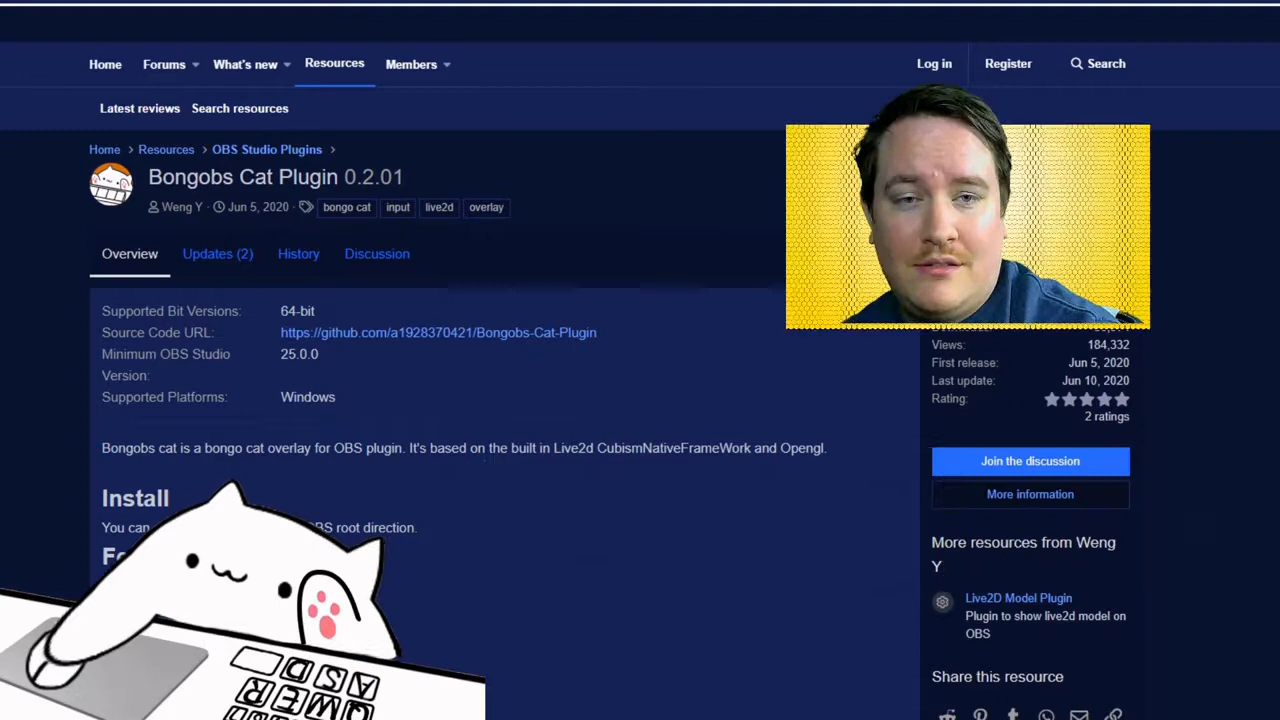 Home Forums What's new Resources Members Log in Register Search
Latest reviews Search resources
Home Resources OBS Studio Plugins
Bongobs Cat Plugin 0.2.01
Weng Y · Jun 5, 2020 · bongo cat input live2d overlay
Overview Updates (2) History Discussion
Supported Bit Versions: 64-bit
Source Code URL: https://github.com/a1928370421/Bongobs-Cat-Plugin
Minimum OBS Studio 25.0.0
Version:
Supported Platforms: Windows
Bongobs cat is a bongo cat overlay for OBS plugin. It's based on the built in Live2d CubismNativeFrameWork and Opengl.
Install
You can OBS root direction.
Views: 184,332
First release: Jun 5, 2020
Last update: Jun 10, 2020
Rating:
2 ratings
Join the discussion
More information
More resources from Weng
Y
Live2D Model Plugin
Plugin to show live2d model on
OBS
Share this resource
D S A
R E W Q